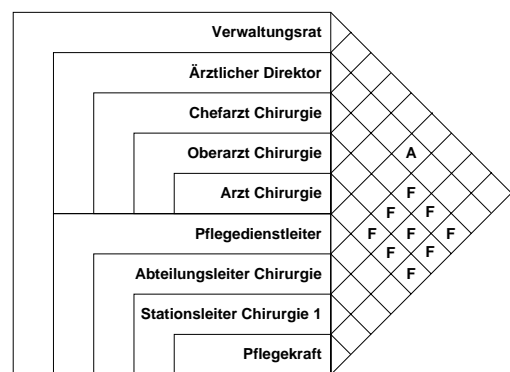 Verwaltungsrat
Ärztlicher Direktor
Chefarzt Chirurgie
Oberarzt Chirurgie A
Arzt Chirurgie F
F F
Pflegedienstleiter F F F
F F
Abteilungsleiter Chirurgie F
Stationsleiter Chirurgie 1
Pflegekraft